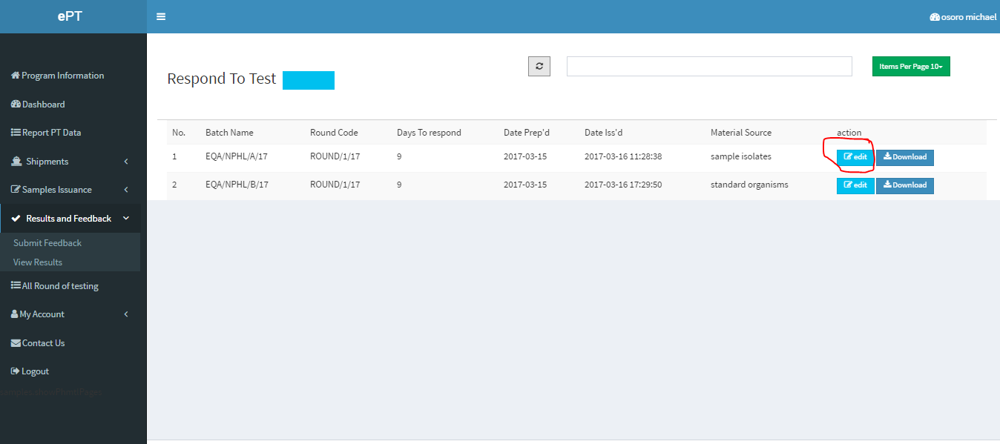 ePT
osoro michael
Program Information
Dashboard
Report PT Data
Shipments
Samples Issuance
Results and Feedback
Submit Feedback
View Results
All Round of testing
My Account
Contact Us
Logout
Respond To Test
Items Per Page 10
No. Batch Name Round Code Days To respond Date Prep'd Date Iss'd Material Source action
1 EQA/NPHL/A/17 ROUND/1/17 9 2017-03-15 2017-03-16 11:28:38 sample isolates edit Download
2 EQA/NPHL/B/17 ROUND/1/17 9 2017-03-15 2017-03-16 17:29:50 standard organisms edit Download